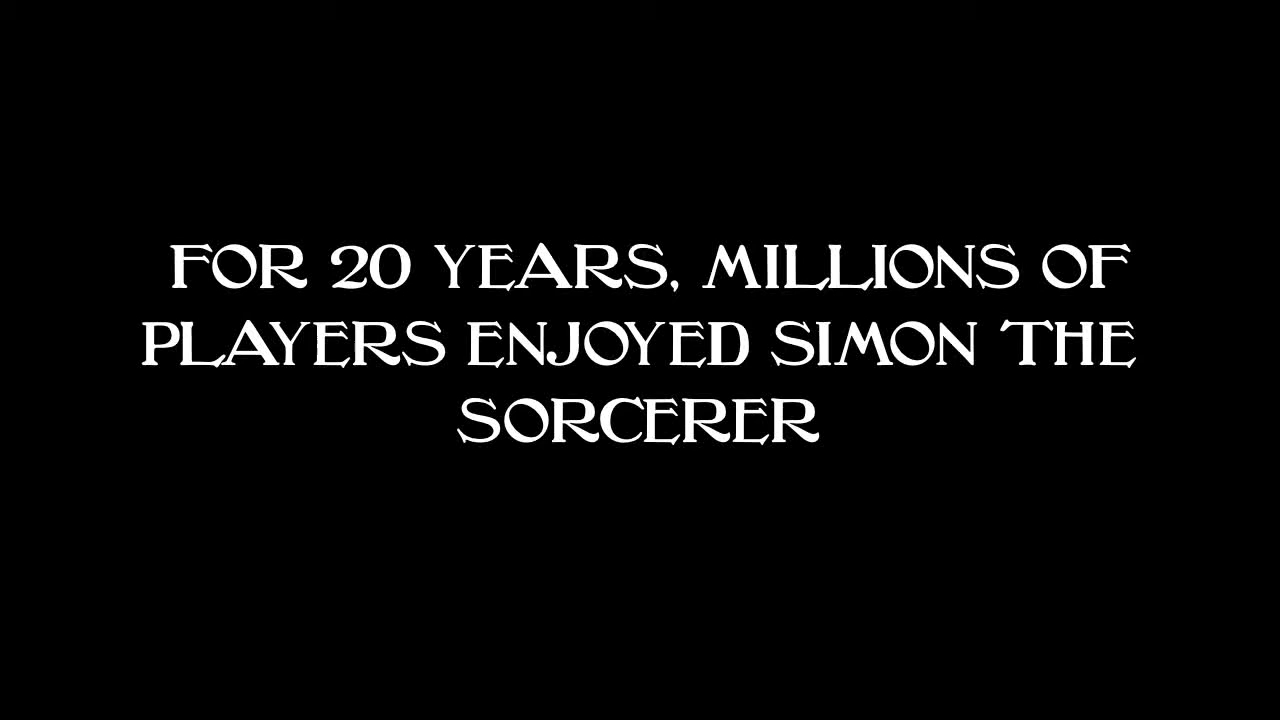 FOR 20 YEARS, MILLIONS OF
PLAYERS ENJOYED SIMON THE
SORCERER